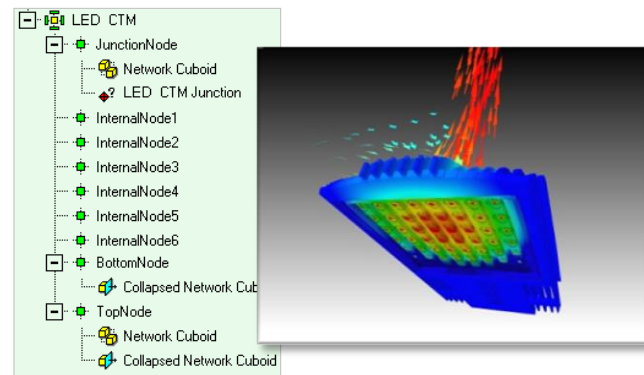 LED CTM
JunctionNode
Network Cuboid
LED CTM Junction
InternalNode1
InternalNode2
InternalNode3
InternalNode4
InternalNode5
InternalNode6
BottomNode
Collapsed Network Cub
TopNode
Network Cuboid
Collapsed Network Cuboid